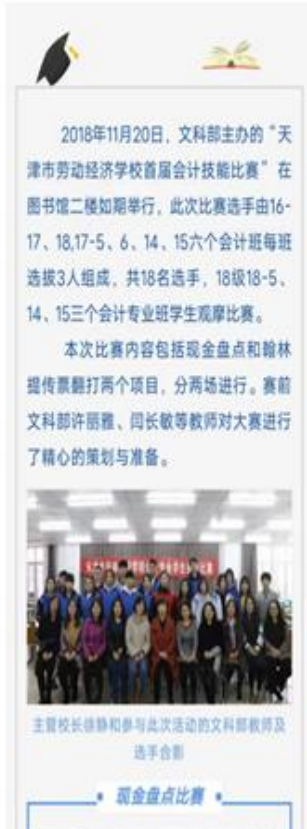 2018年11月20日，文科部主办的“天
津市劳动经济学校首届会计技能比赛”在
图书馆二楼如期举行，此次比赛选手由16-
17、18,17-5、6、14、15六个会计班每班
选拔3人组成，共18名选手，18级18-5、
14、15三个会计专业班学生观摩比赛。
本次比赛内容包括现金盘点和翰林
提传票翻打两个项目，分两场进行。赛前
文科部许丽雅、闫长敏等教师对大赛进行
了精心的策划与准备。
主管校长徐静和参与此次活动的文科部教师及
选手合影
现金盘点比赛